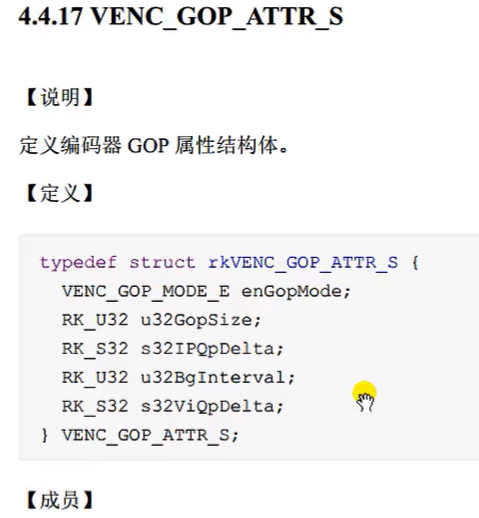 4.4.17 VENC_GOP_ATTR_S
【说明】
定义编码器 GOP 属性结构体。
【定义】
typedef struct rkVENC_GOP_ATTR_S {
VENC_GOP_MODE_E enGopMode;
RK_U32 u32GopSize;
RK_S32 s32IPQpDelta;
RK_U32 u32BgInterval;
RK_S32 s32ViQpDelta;
} VENC_GOP_ATTR_S;
【成员】